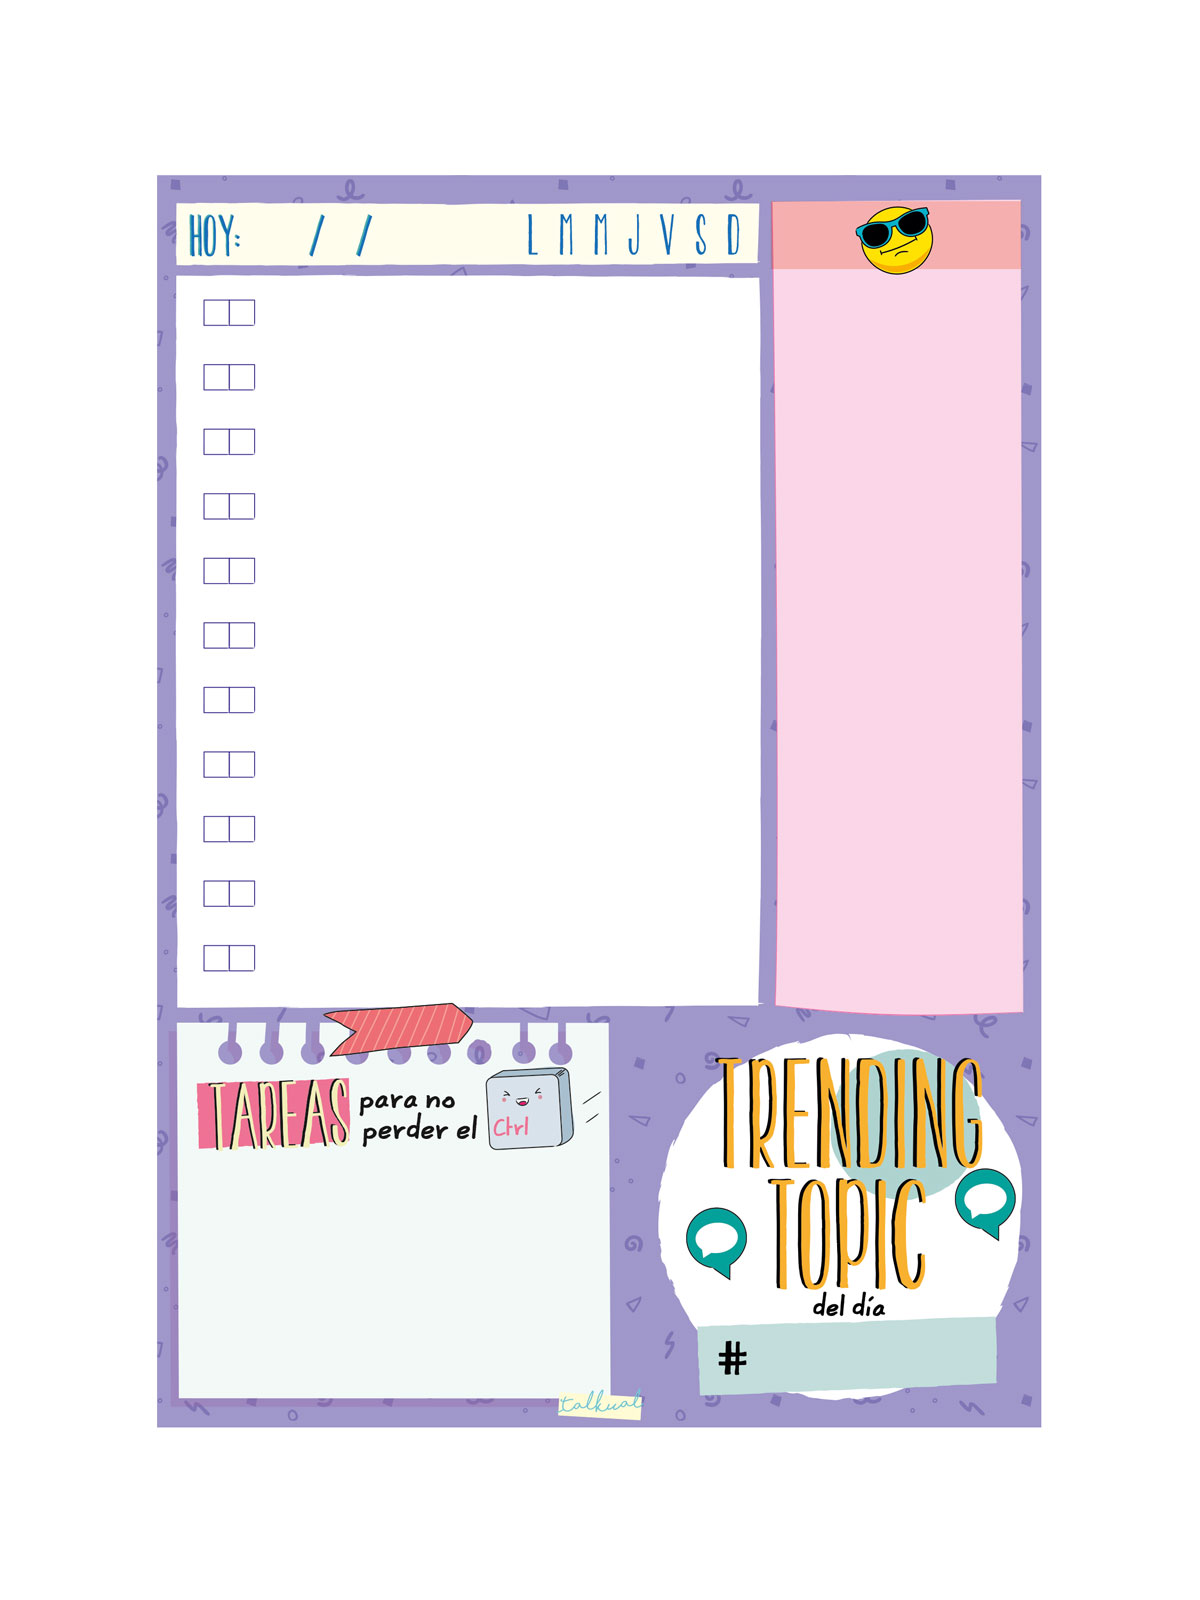 HOY: / / L M M J V S D
TAREAS para no
perder el Ctrl
TRENDING
TOPIC
del día
#
talkual